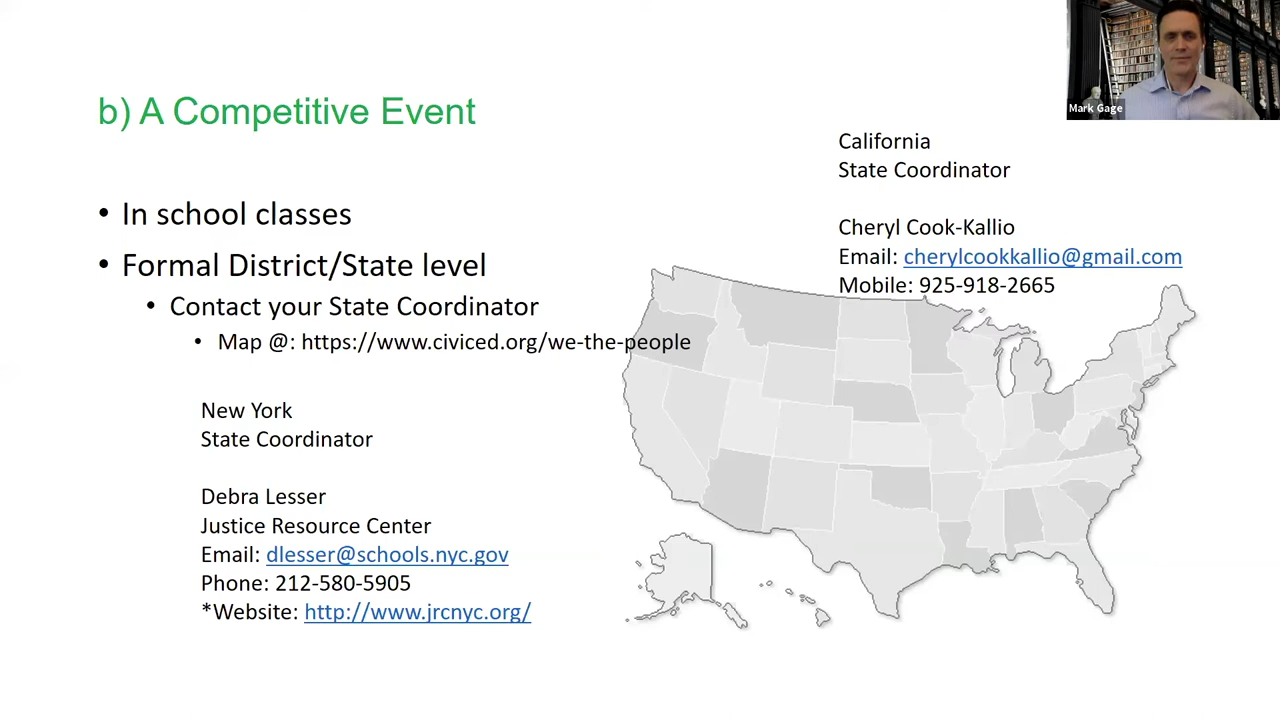 Mark Gage
b) A Competitive Event
California
State Coordinator
Cheryl Cook-Kallio
Email: cherylcookkallio@gmail.com
Mobile: 925-918-2665
• In school classes
• Formal District/State level
• Contact your State Coordinator
• Map @: https://www.civiced.org/we-the-people
New York
State Coordinator
Debra Lesser
Justice Resource Center
Email: dlesser@schools.nyc.gov
Phone: 212-580-5905
*Website: http://www.jrcnyc.org/